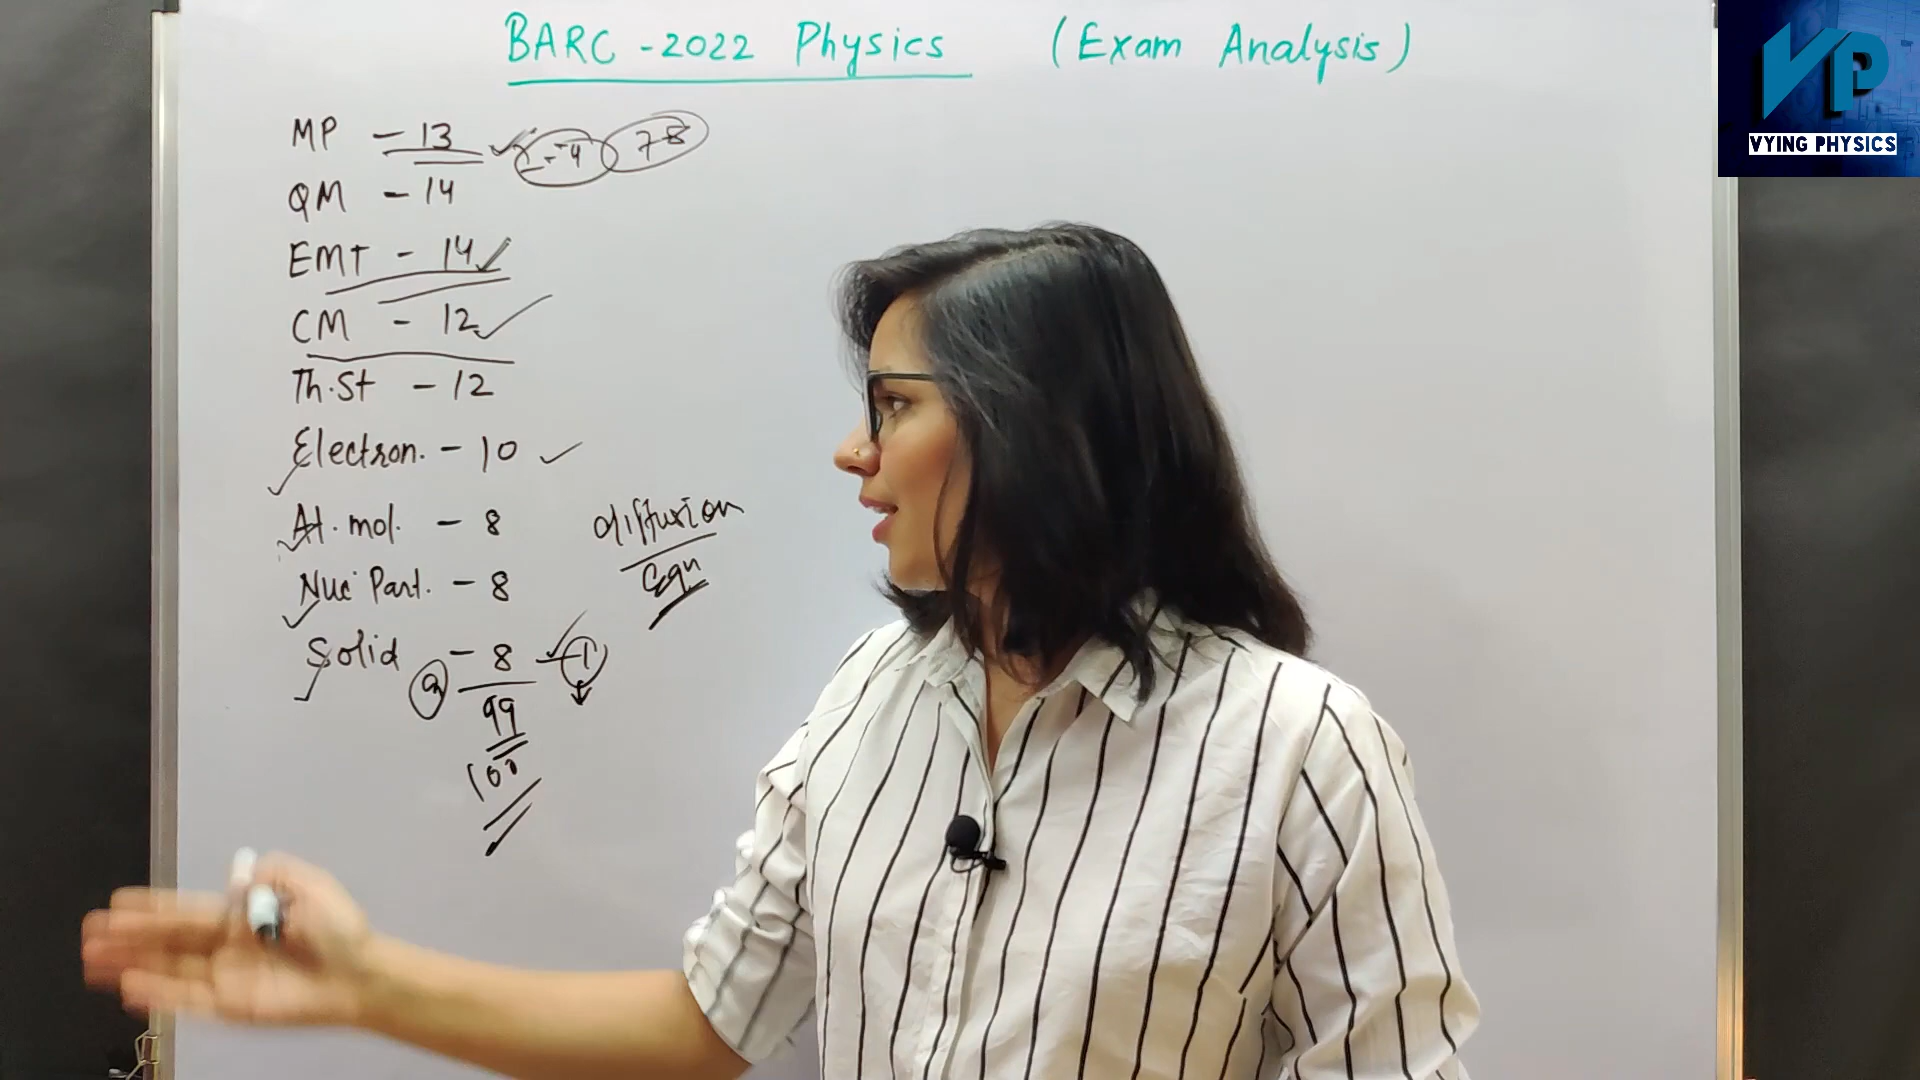 BARC - 2022 Physics (Exam Analysis)
VP
VYING PHYSICS
MP - 13
78
QM - 14
EMT - 14
CM - 12
Th.St - 12
Electron. - 10
At. mol. - 8
diffusion
Eqn
Nuc Part. - 8
Solid - 8 -1
9
99
100